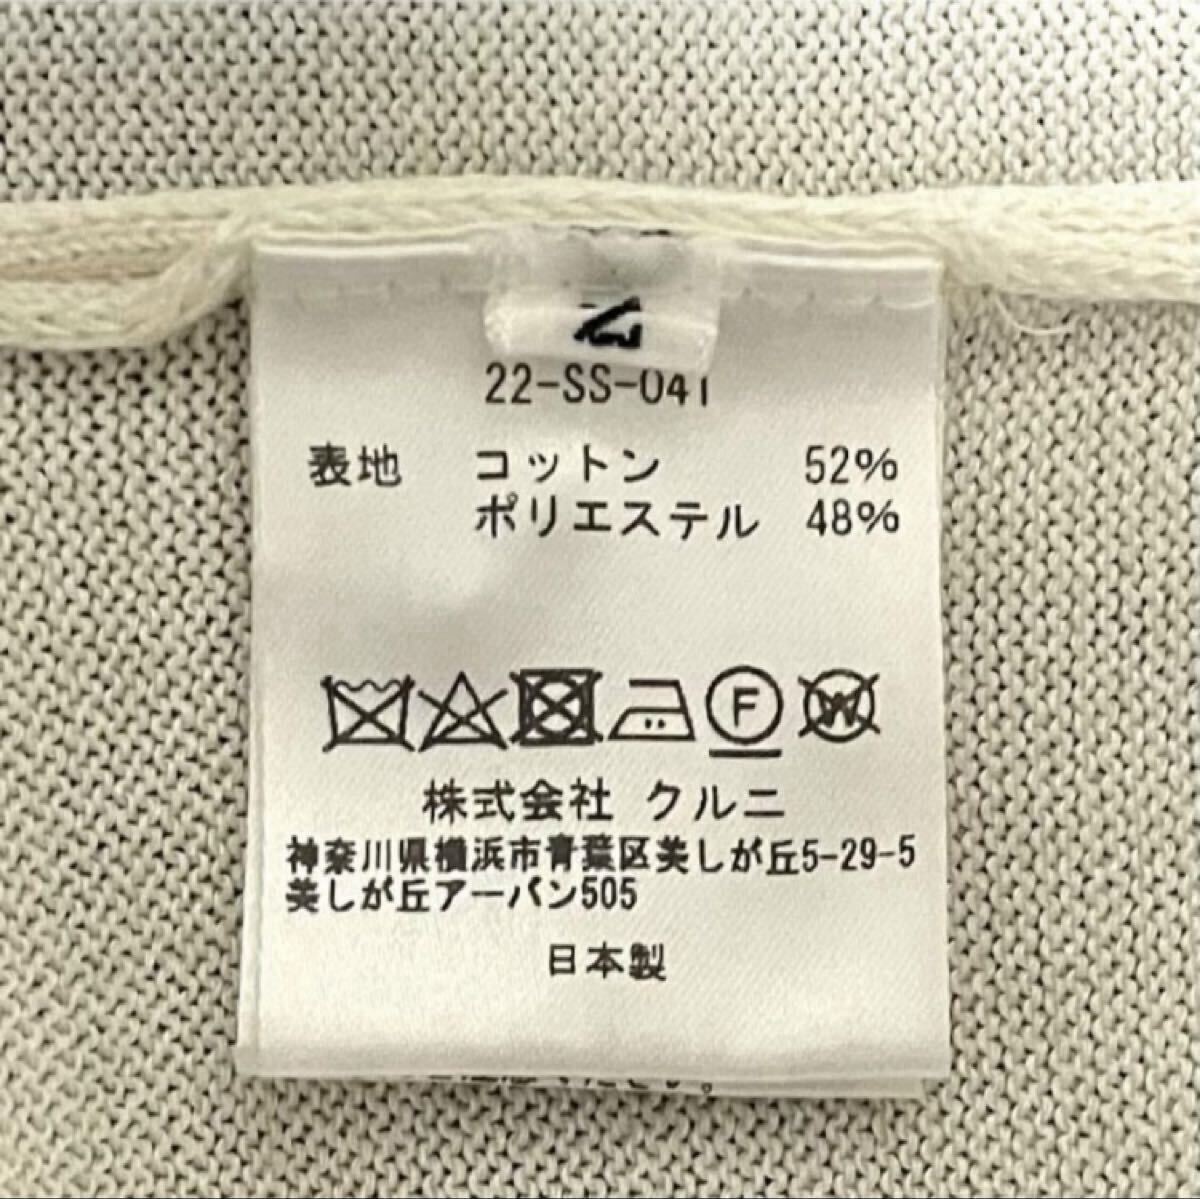 22-SS-041
表地 コットン 52%
ポリエステル 48%
F W
株式会社 クルニ
神奈川県横浜市青葉区美しが丘5-29-5
美しが丘アーバン505
日本製